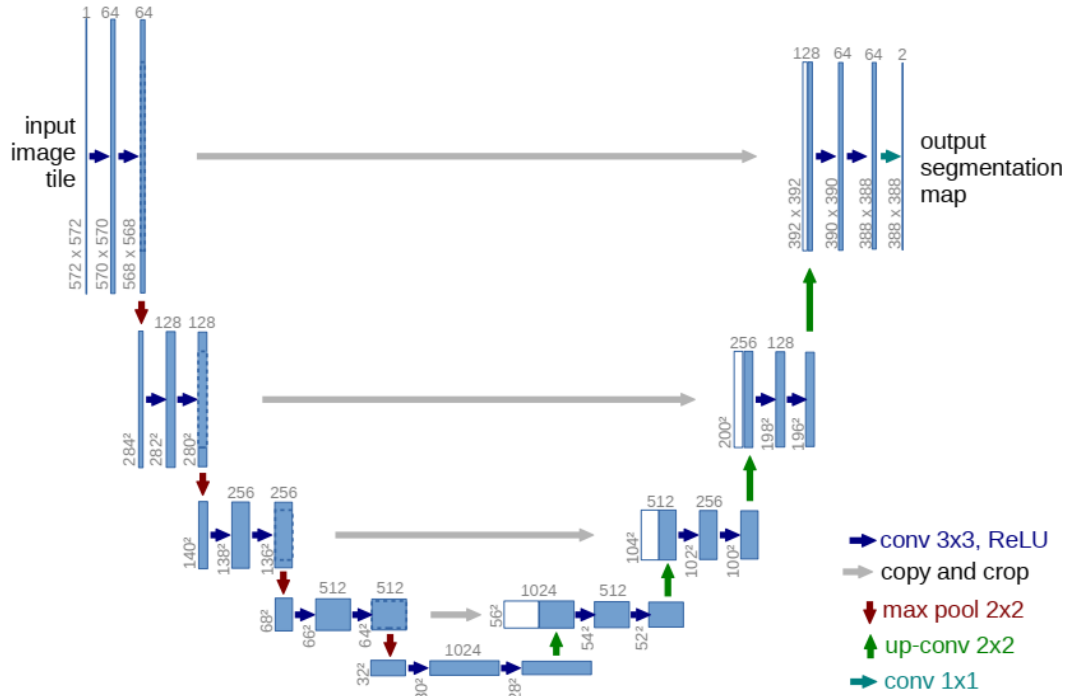 1 64 64
128 64 64 2
input
image
tile
output
segmentation
map
572 x 572
570 x 570
568 x 568
392 x 392
390 x 390
388 x 388
388 x 388
128 128
256 128
284²
282²
280²
200²
198²
196²
256 256
512 256
140²
138²
136²
104²
102²
100²
512 512
1024 512
68²
66²
64²
56²
54²
52²
1024
32²
conv 3x3, ReLU
copy and crop
max pool 2x2
up-conv 2x2
conv 1x1